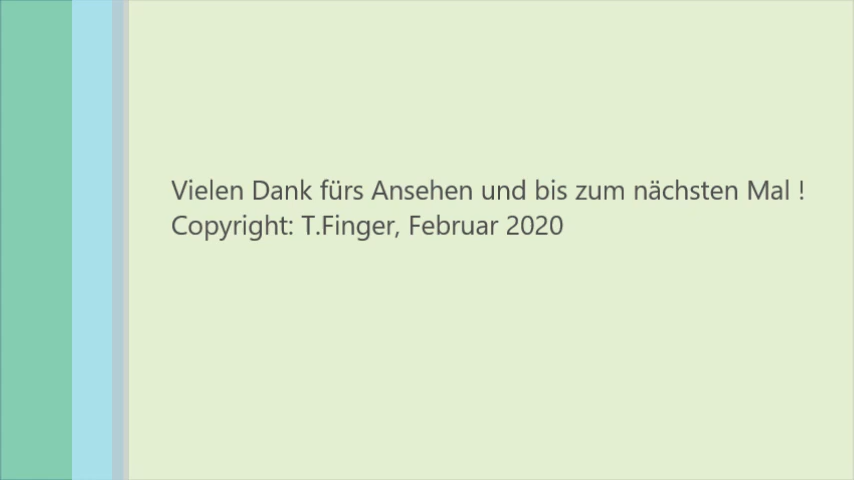 Vielen Dank fürs Ansehen und bis zum nächsten Mal !
Copyright: T.Finger, Februar 2020